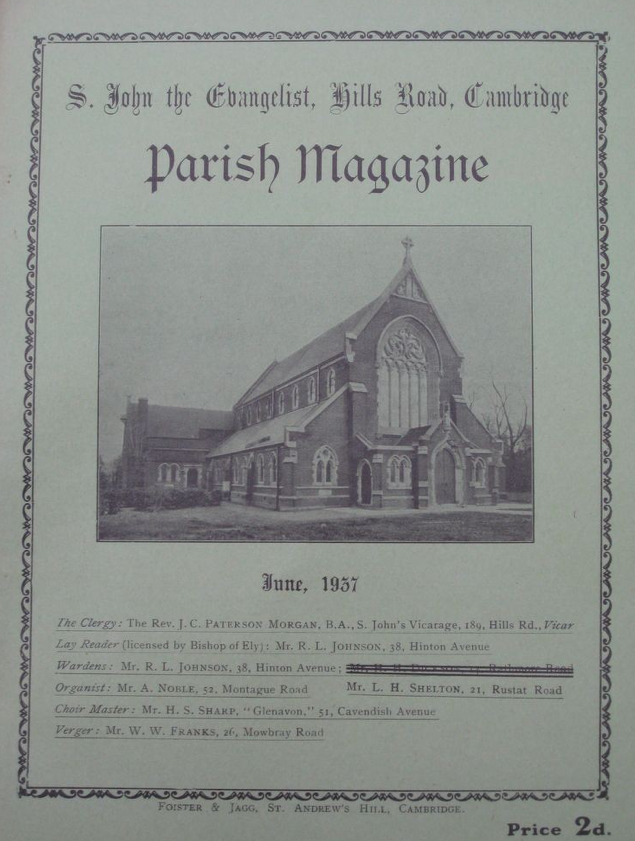 S. John the Evangelist, Hills Road, Cambridge
Parish Magazine
June, 1937
The Clergy: The Rev. J. C. PATERSON MORGAN, B.A., S. John's Vicarage, 189, Hills Rd., Vicar
Lay Reader (licensed by Bishop of Ely): Mr. R. L. JOHNSON, 38, Hinton Avenue
Wardens: Mr. R. L. JOHNSON, 38, Hinton Avenue; Road
Organist: Mr. A. NOBLE, 52, Montague Road Mr. L. H. SHELTON, 21, Rustat Road
Choir Master: Mr. H. S. SHARP, "Glenavon," 51, Cavendish Avenue
Verger: Mr. W. W. FRANKS, 26, Mowbray Road
FOISTER & JAGG, ST. ANDREW'S HILL, CAMBRIDGE.
Price 2d.